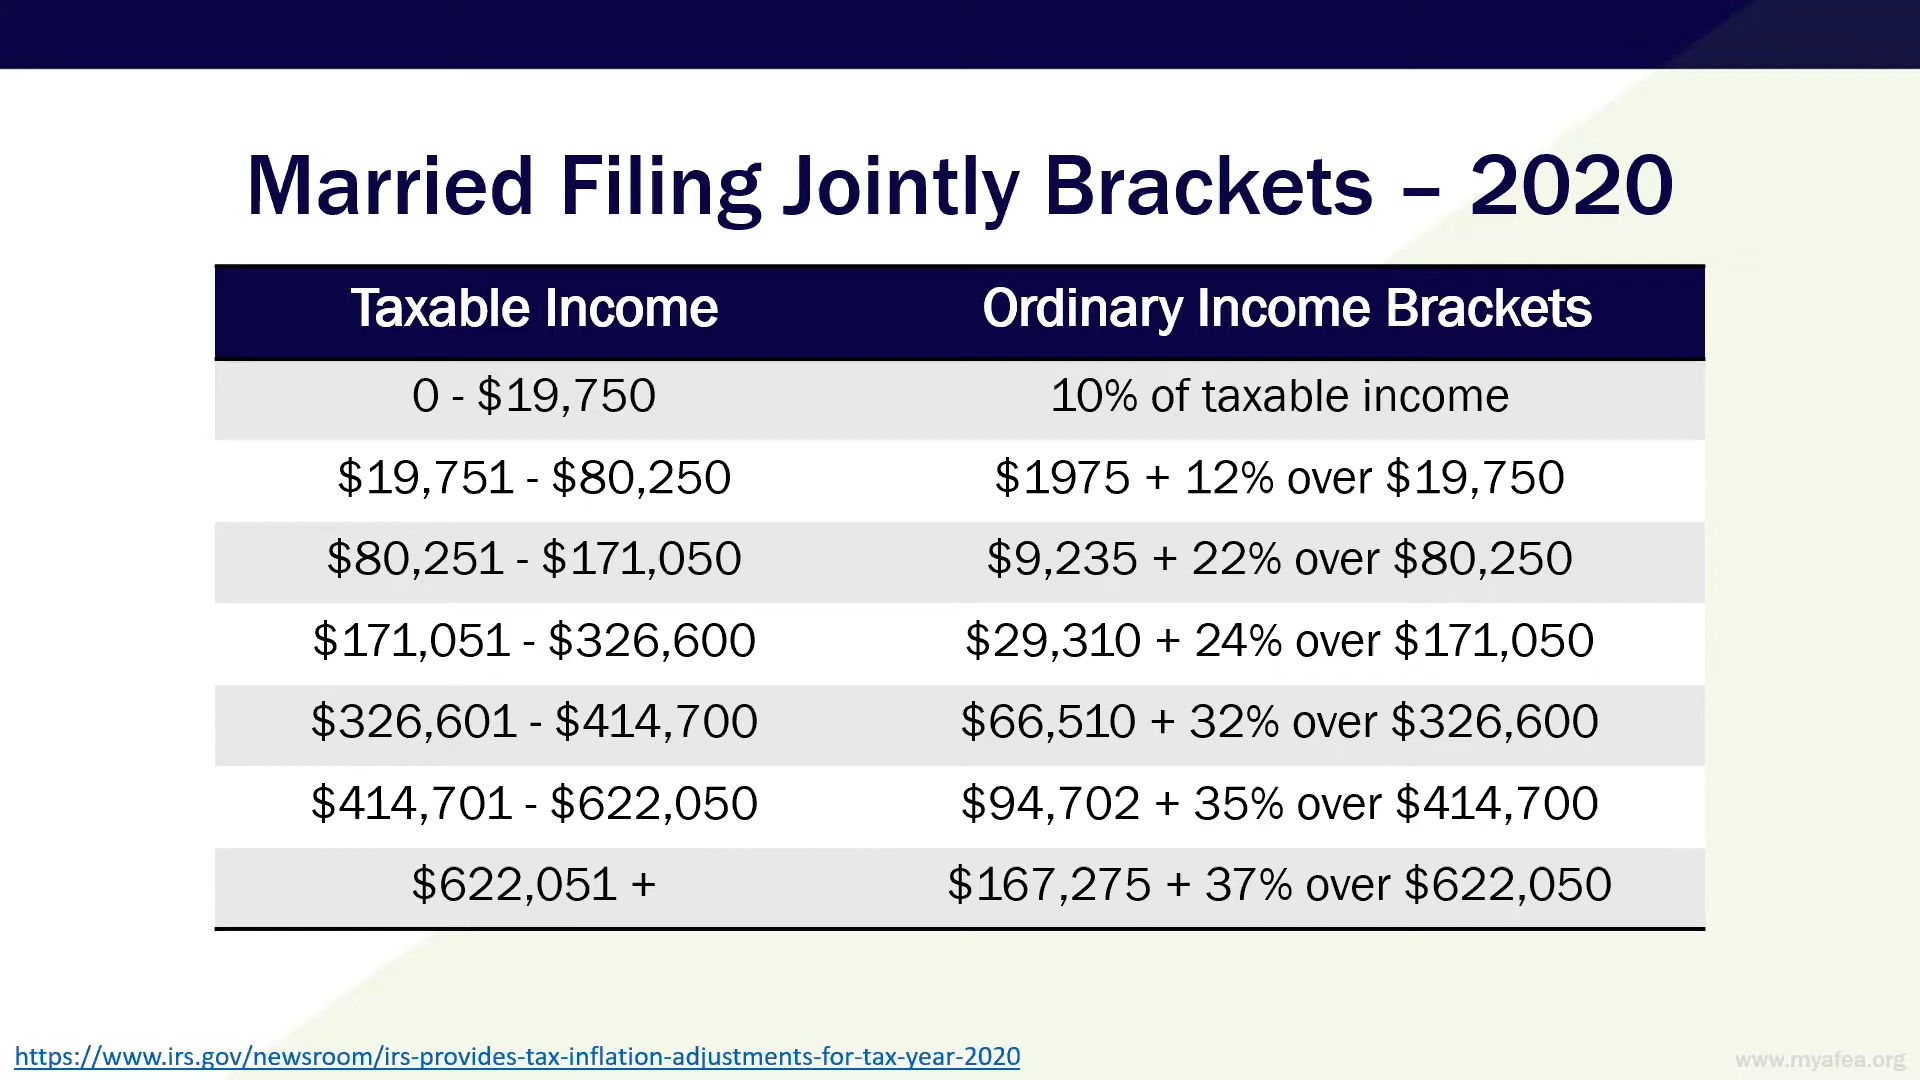 Married Filing Jointly Brackets – 2020
Taxable Income Ordinary Income Brackets
0 - $19,750 10% of taxable income
$19,751 - $80,250 $1975 + 12% over $19,750
$80,251 - $171,050 $9,235 + 22% over $80,250
$171,051 - $326,600 $29,310 + 24% over $171,050
$326,601 - $414,700 $66,510 + 32% over $326,600
$414,701 - $622,050 $94,702 + 35% over $414,700
$622,051 + $167,275 + 37% over $622,050
https://www.irs.gov/newsroom/irs-provides-tax-inflation-adjustments-for-tax-year-2020
www.myafea.org